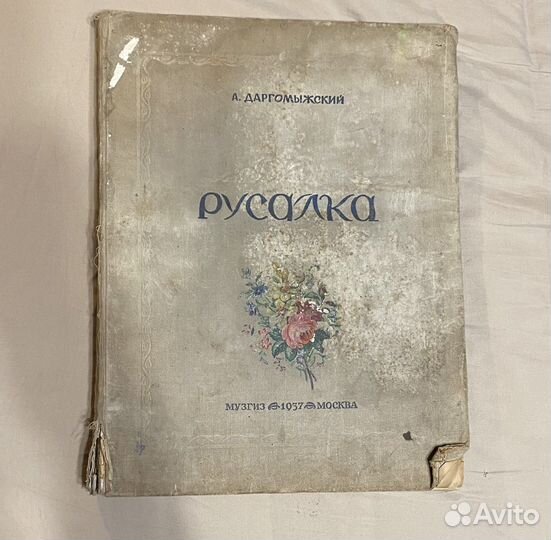 А. ДАРГОМЫЖСКИЙ
РУСАЛКА
МУЗГИЗ 1937 МОСКВА
Avito